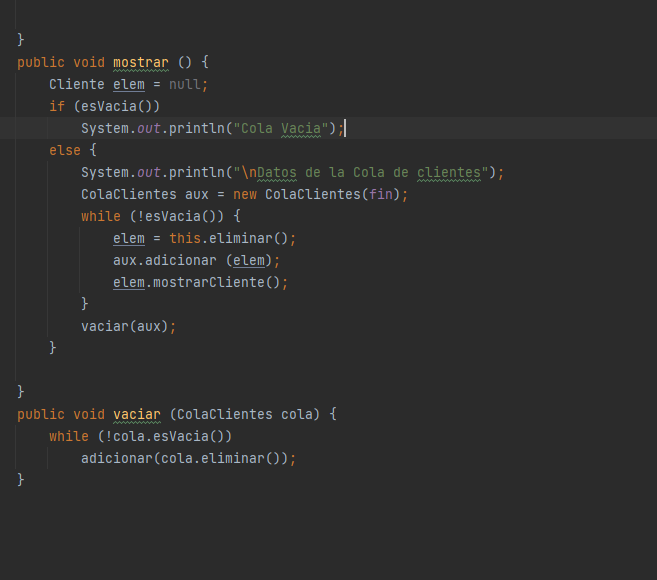 }
public void mostrar () {
    Cliente elem = null;
    if (esVacia())
        System.out.println("Cola Vacia");
    else {
        System.out.println("\nDatos de la Cola de clientes");
        ColaClientes aux = new ColaClientes(fin);
        while (!esVacia()) {
            elem = this.eliminar();
            aux.adicionar (elem);
            elem.mostrarCliente();
        }
        vaciar(aux);
    }
}
public void vaciar (ColaClientes cola) {
    while (!cola.esVacia())
        adicionar(cola.eliminar());
}